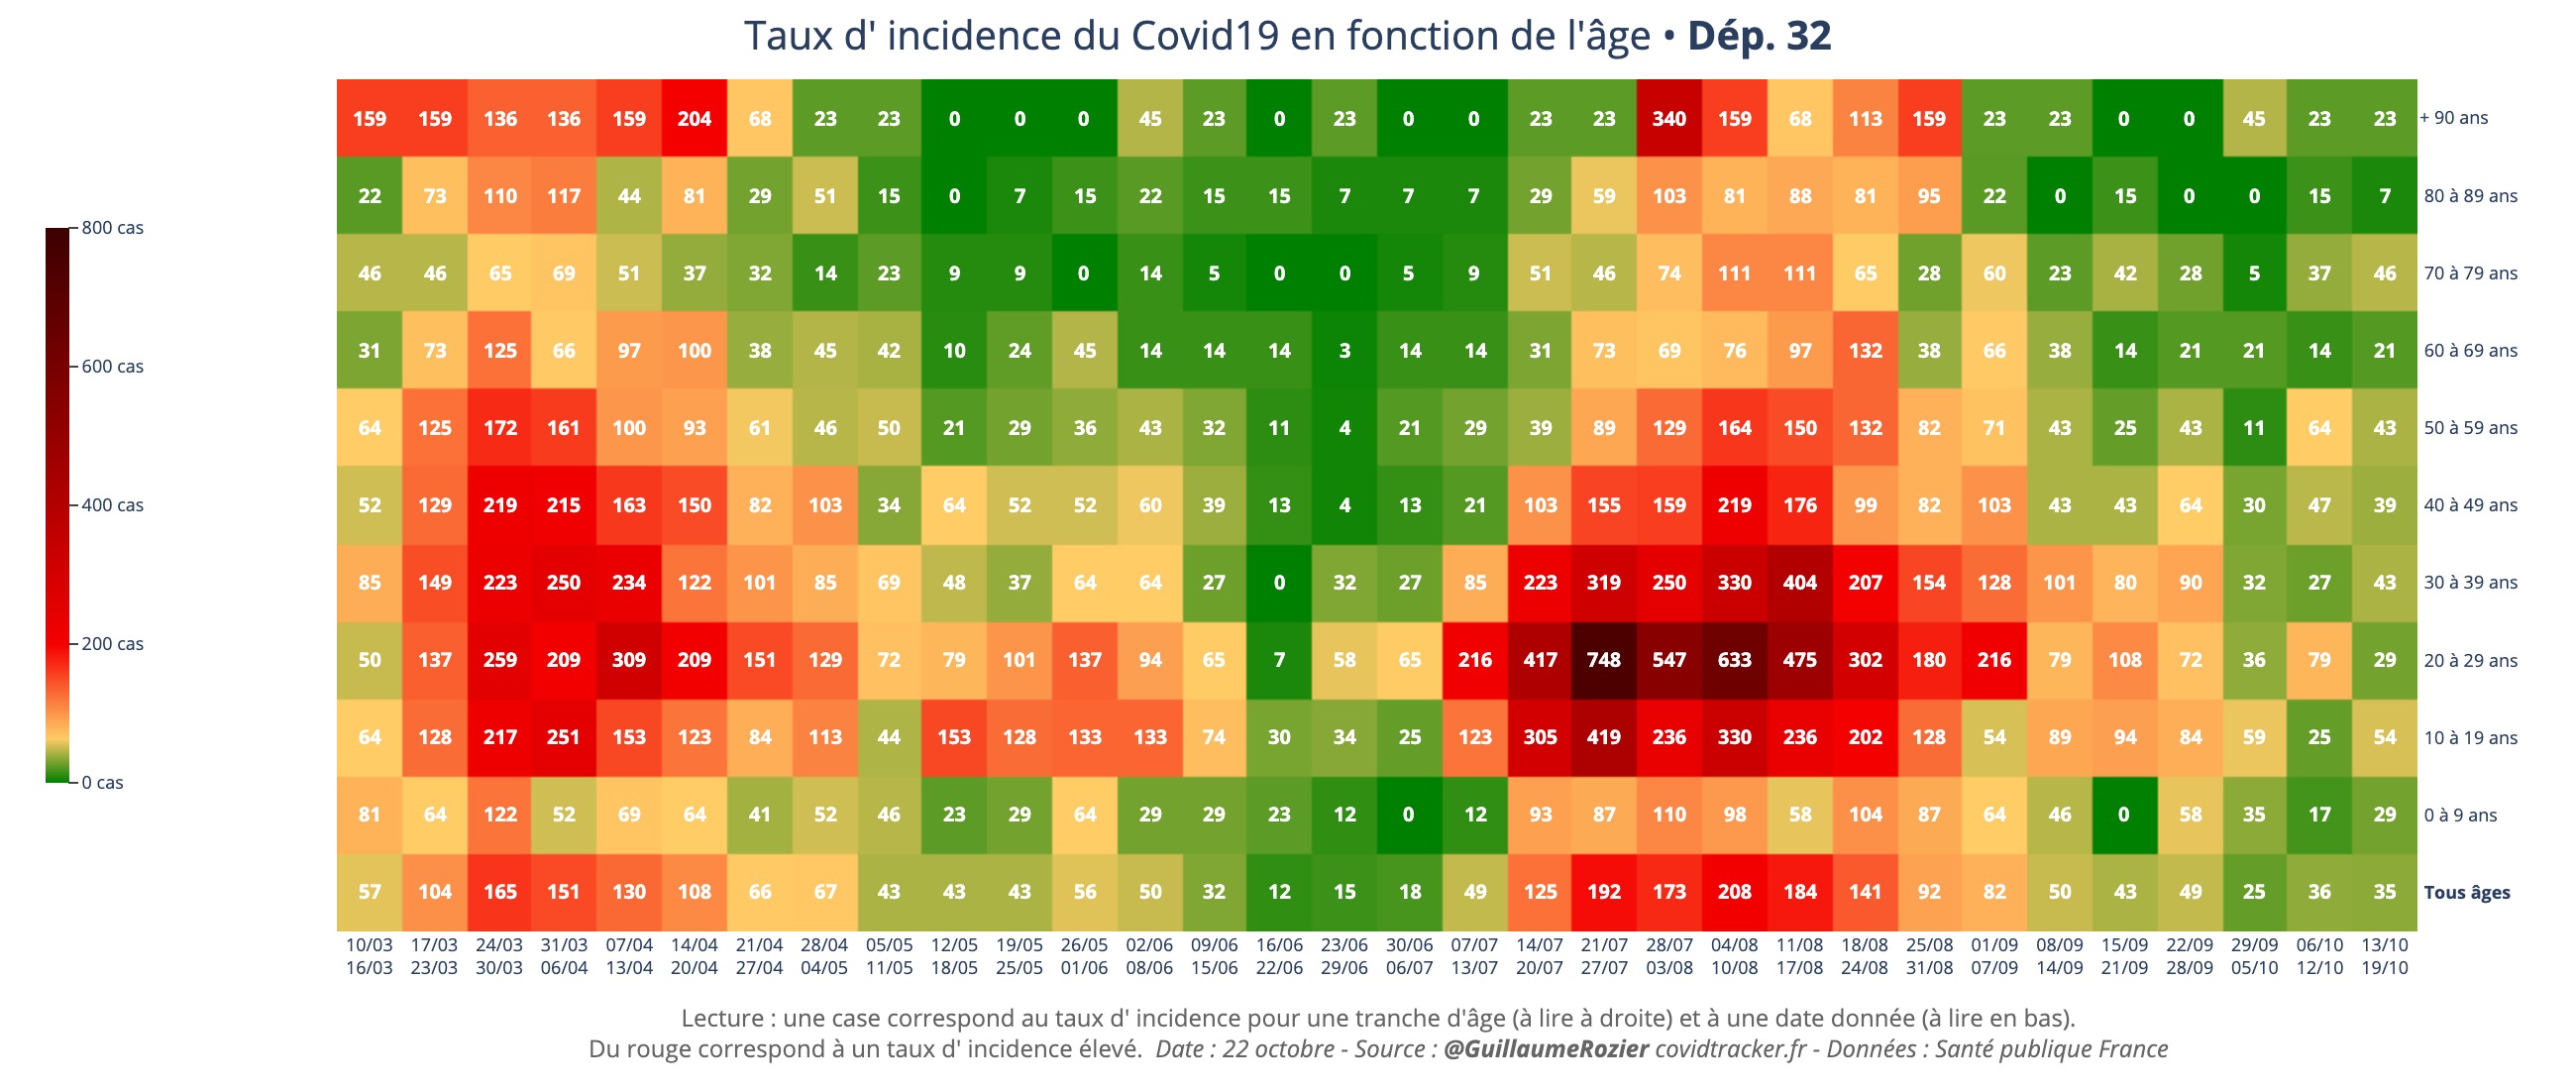 Taux d' incidence du Covid19 en fonction de l'âge • Dép. 32
800 cas
600 cas
400 cas
200 cas
0 cas
159 159 136 136 159 204 68 23 23 0 0 0 45 23 0 23 0 0 23 23 340 159 68 113 159 23 23 0 0 45 23 23 + 90 ans
22 73 110 117 44 81 29 51 15 0 7 15 22 15 15 7 7 7 29 59 103 81 88 81 95 22 0 15 0 0 15 7 80 à 89 ans
46 46 65 69 51 37 32 14 23 9 9 0 14 5 0 0 5 9 51 46 74 111 111 65 28 60 23 42 28 5 37 46 70 à 79 ans
31 73 125 66 97 100 38 45 42 10 24 45 14 14 14 3 14 14 31 73 69 76 97 132 38 66 38 14 21 21 14 21 60 à 69 ans
64 125 172 161 100 93 61 46 50 21 29 36 43 32 11 4 21 29 39 89 129 164 150 132 82 71 43 25 43 11 64 43 50 à 59 ans
52 129 219 215 163 150 82 103 34 64 52 52 60 39 13 4 13 21 103 155 159 219 176 99 82 103 43 43 64 30 47 39 40 à 49 ans
85 149 223 250 234 122 101 85 69 48 37 64 64 27 0 32 27 85 223 319 250 330 404 207 154 128 101 80 90 32 27 43 30 à 39 ans
50 137 259 209 309 209 151 129 72 79 101 137 94 65 7 58 65 216 417 748 547 633 475 302 180 216 79 108 72 36 79 29 20 à 29 ans
64 128 217 251 153 123 84 113 44 153 128 133 133 74 30 34 25 123 305 419 236 330 236 202 128 54 89 94 84 59 25 54 10 à 19 ans
81 64 122 52 69 64 41 52 46 23 29 64 29 29 23 12 0 12 93 87 110 98 58 104 87 64 46 0 58 35 17 29 0 à 9 ans
57 104 165 151 130 108 66 67 43 43 43 56 50 32 12 15 18 49 125 192 173 208 184 141 92 82 50 43 49 25 36 35 Tous âges
10/03 17/03 24/03 31/03 07/04 14/04 21/04 28/04 05/05 12/05 19/05 26/05 02/06 09/06 16/06 23/06 30/06 07/07 14/07 21/07 28/07 04/08 11/08 18/08 25/08 01/09 08/09 15/09 22/09 29/09 06/10 13/10
16/03 23/03 30/03 06/04 13/04 20/04 27/04 04/05 11/05 18/05 25/05 01/06 08/06 15/06 22/06 29/06 06/07 13/07 20/07 27/07 03/08 10/08 17/08 24/08 31/08 07/09 14/09 21/09 28/09 05/10 12/10 19/10
Lecture : une case correspond au taux d' incidence pour une tranche d'âge (à lire à droite) et à une date donnée (à lire en bas).
Du rouge correspond à un taux d' incidence élevé. Date : 22 octobre - Source : @GuillaumeRozier covidtracker.fr - Données : Santé publique France